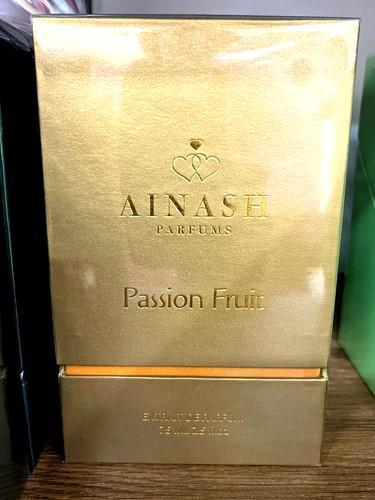 AINASH
PARFUMS
Passion Fruit
EXTRAIT DE PARFUM